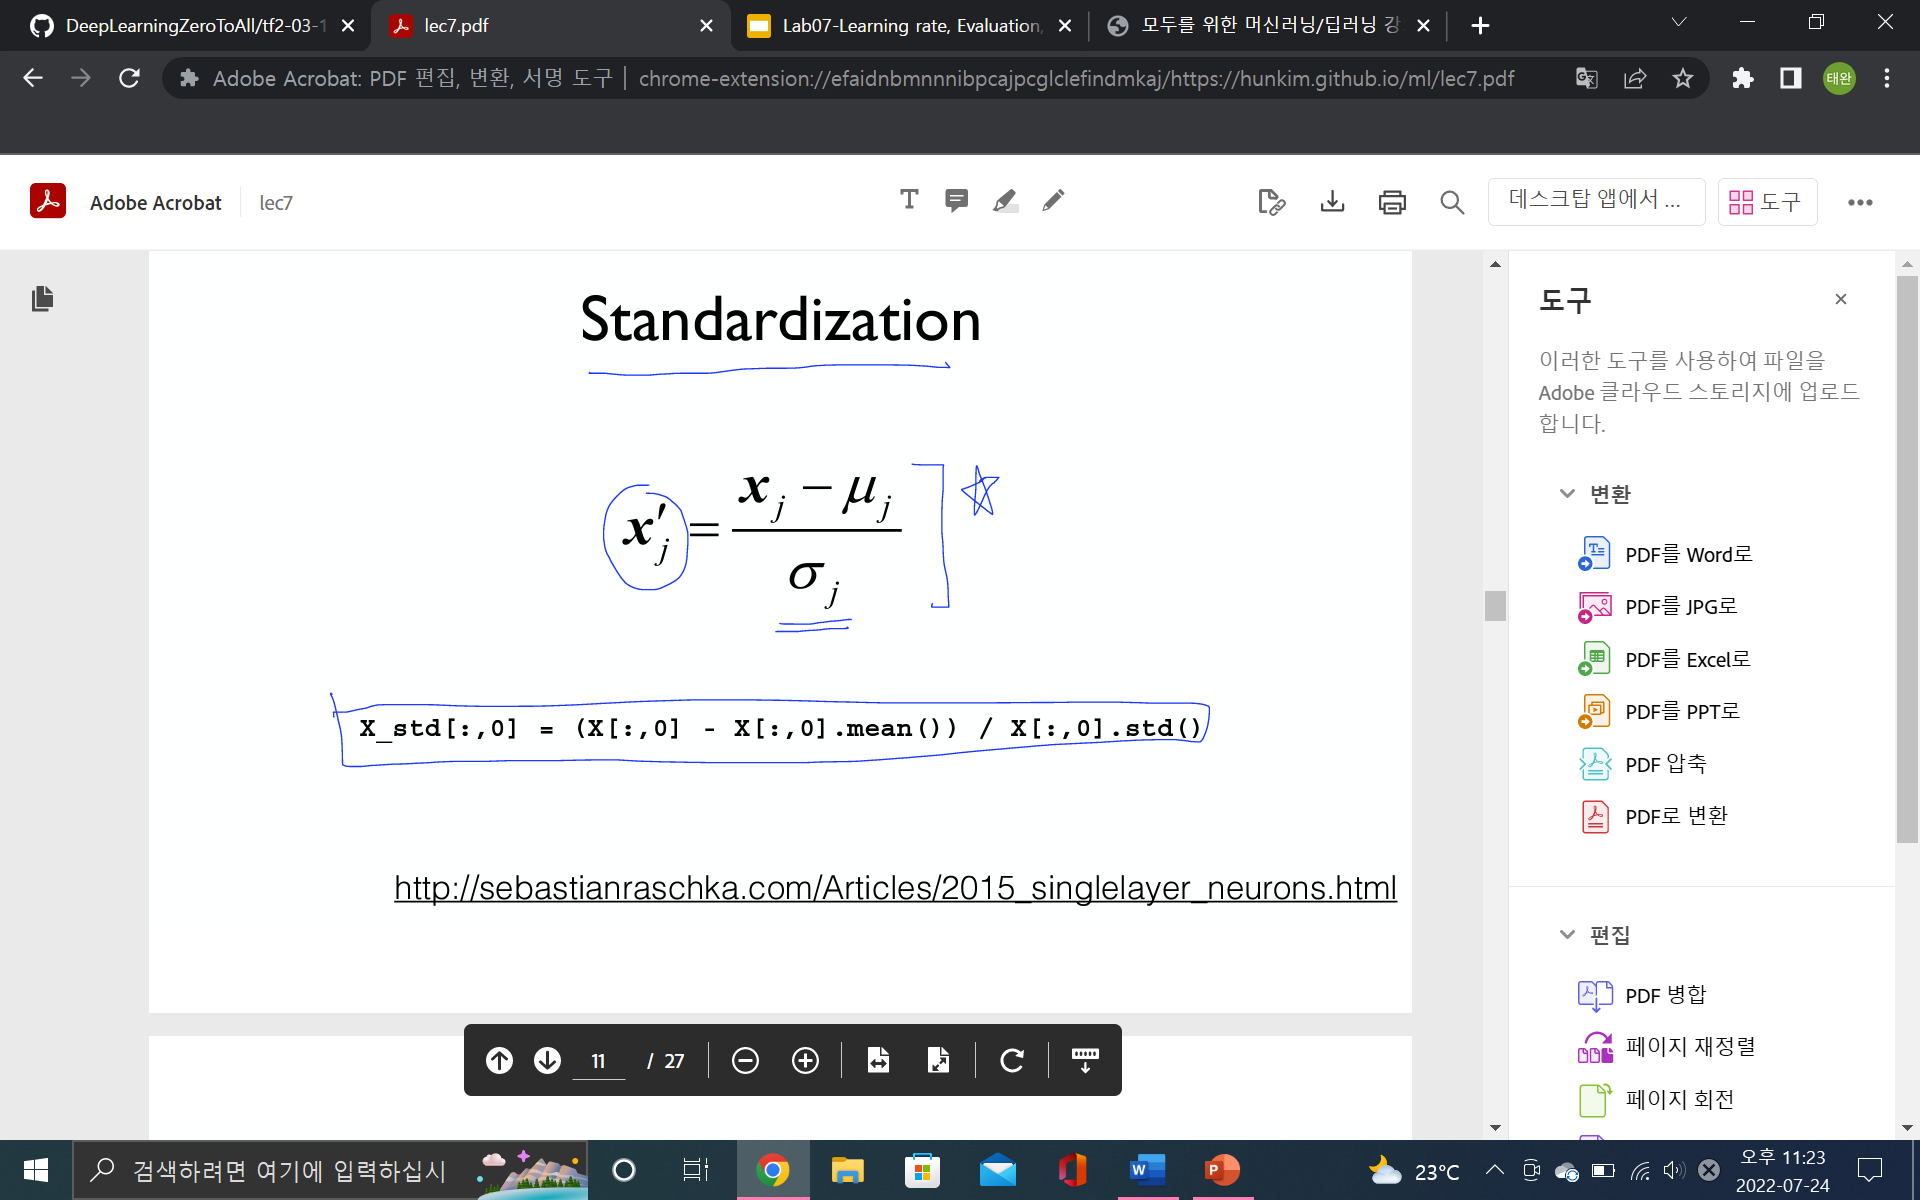 DeepLearningZeroToAll/tf2-03-1
lec7.pdf
Lab07-Learning rate, Evaluation,
모두를 위한 머신러닝/딥러닝 강
Adobe Acrobat: PDF 편집, 변환, 서명 도구 | chrome-extension://efaidnbmnnnibpcajpcglclefindmkaj/https://hunkim.github.io/ml/lec7.pdf
태완
Adobe Acrobat
lec7
데스크탑 앱에서 ...
도구
Standardization
x′j = (xj − μj) / σj
X_std[:,0] = (X[:,0] - X[:,0].mean()) / X[:,0].std()
http://sebastianraschka.com/Articles/2015_singlelayer_neurons.html
11 / 27
도구
이러한 도구를 사용하여 파일을
Adobe 클라우드 스토리지에 업로드
합니다.
변환
PDF를 Word로
PDF를 JPG로
PDF를 Excel로
PDF를 PPT로
PDF 압축
PDF로 변환
편집
PDF 병합
페이지 재정렬
페이지 회전
검색하려면 여기에 입력하십시
23°C
오후 11:23
2022-07-24